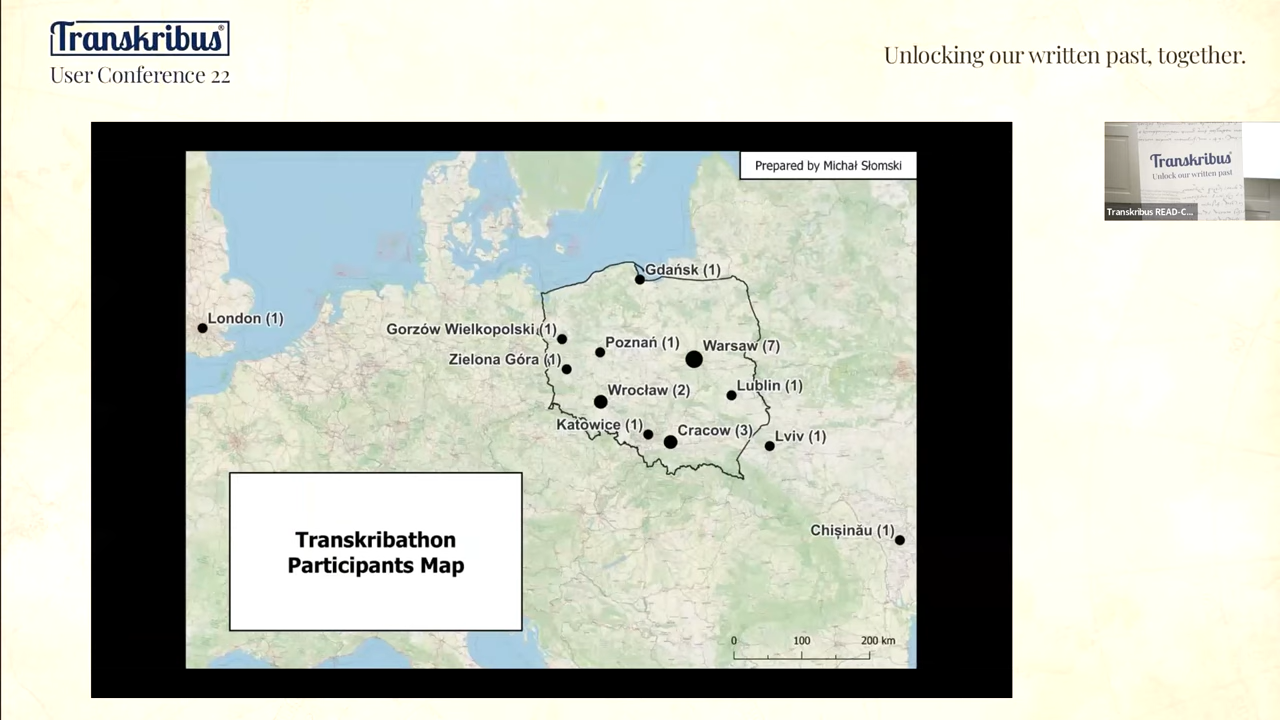 Transkribus®
User Conference 22
Unlocking our written past, together.
Prepared by Michał Słomski
Gdańsk (1)
London (1)
Gorzów Wielkopolski (1)
Poznań (1)
Warsaw (7)
Zielona Góra (1)
Lublin (1)
Wrocław (2)
Katowice (1)
Cracow (3)
Lviv (1)
Chișinău (1)
Transkribathon
Participants Map
0 100 200 km
Transkribus®
Unlock our written past
Transkribus READ-C...